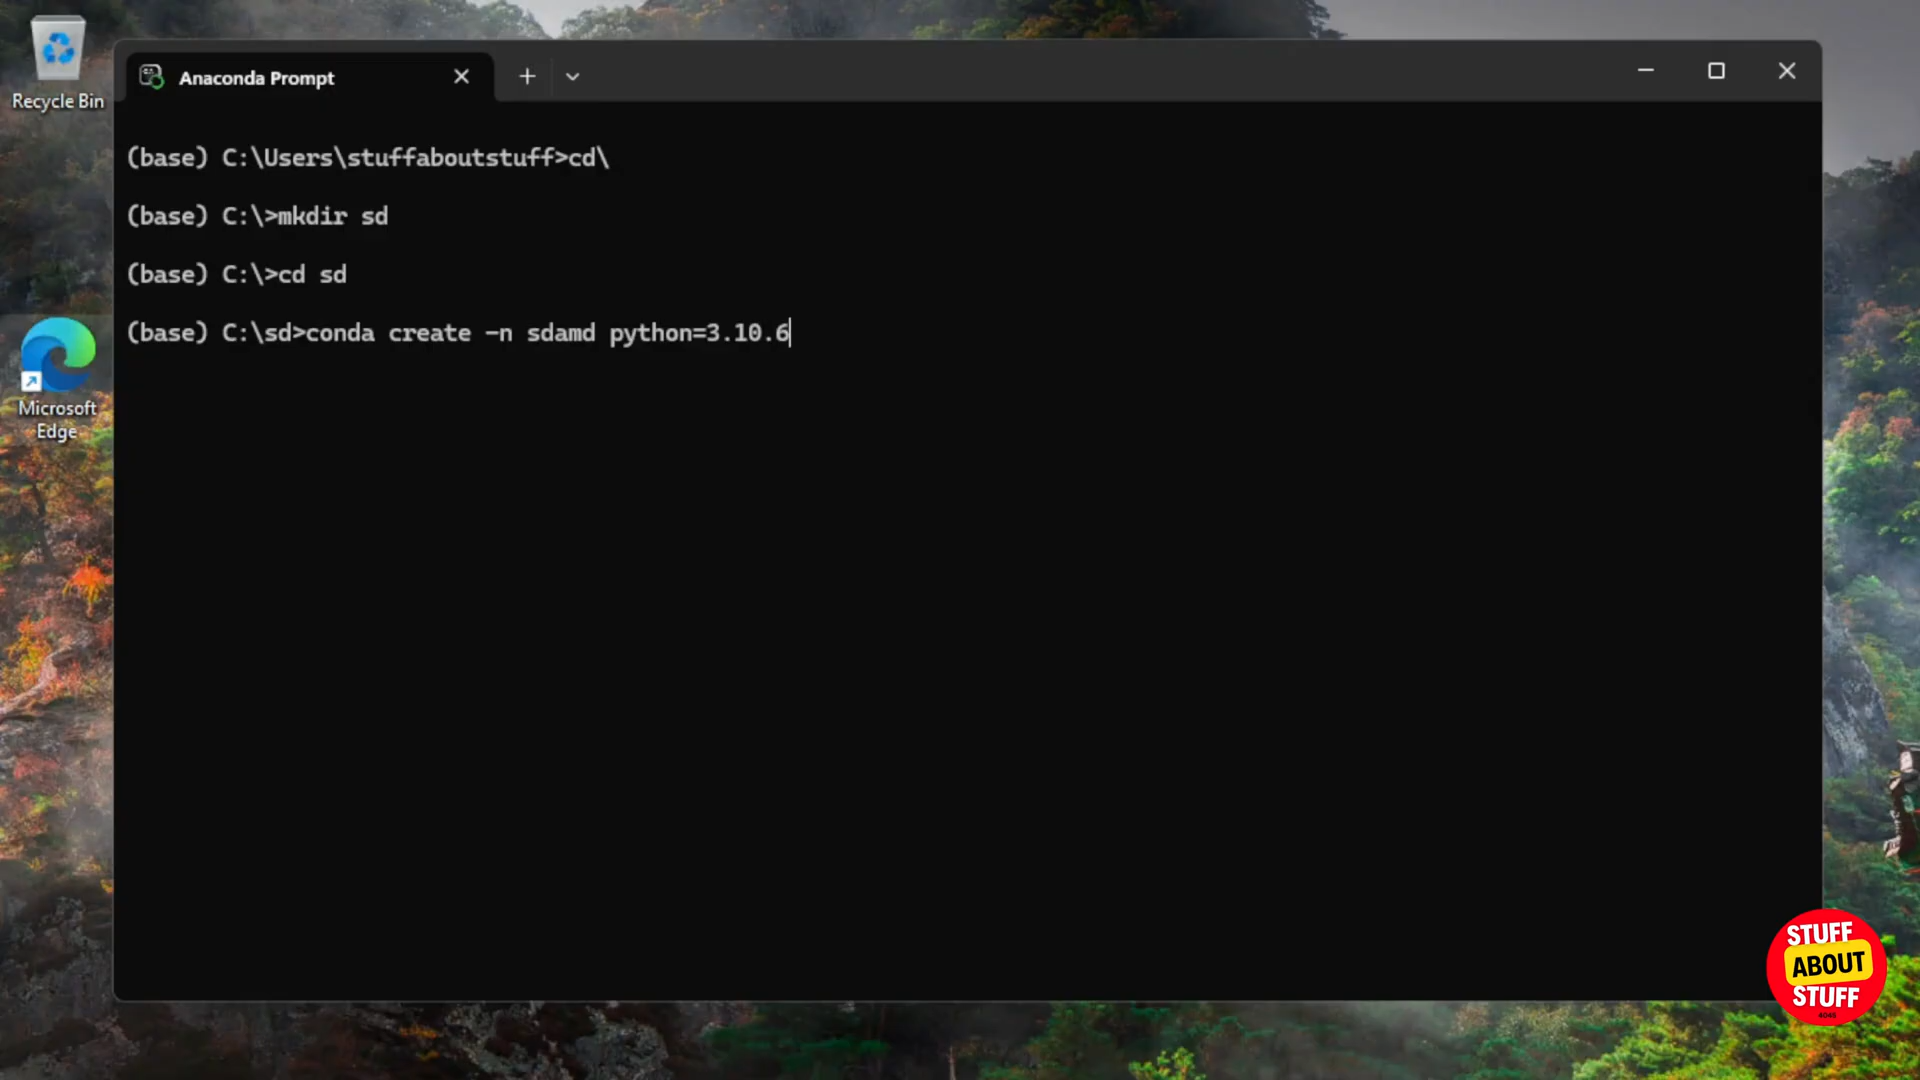 Recycle Bin
Anaconda Prompt
(base) C:\Users\stuffaboutstuff>cd\
(base) C:\>mkdir sd
(base) C:\>cd sd
(base) C:\sd>conda create -n sdamd python=3.10.6
Microsoft
Edge
STUFF
ABOUT
STUFF
4045